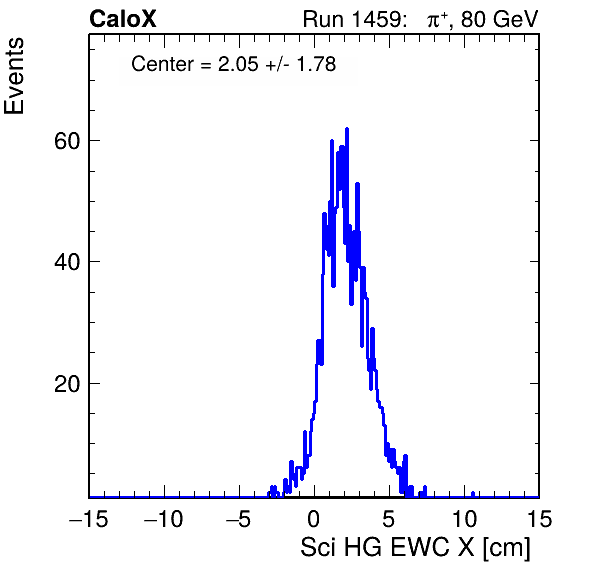 CaloX Run 1459: π⁺, 80 GeV
Events
Center = 2.05 +/- 1.78
60
40
20
−15 −10 −5 0 5 10 15
Sci HG EWC X [cm]